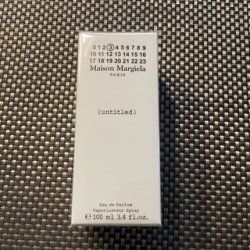 0 1 2 3 4 5 6 7 8 9
10 11 12 13 14 15 16
17 18 19 20 21 22 23
Maison Margiela
PARIS
(untitled)
Eau de Parfum
Vaporisateur Spray
e 100 ml 3.4 fl.oz.